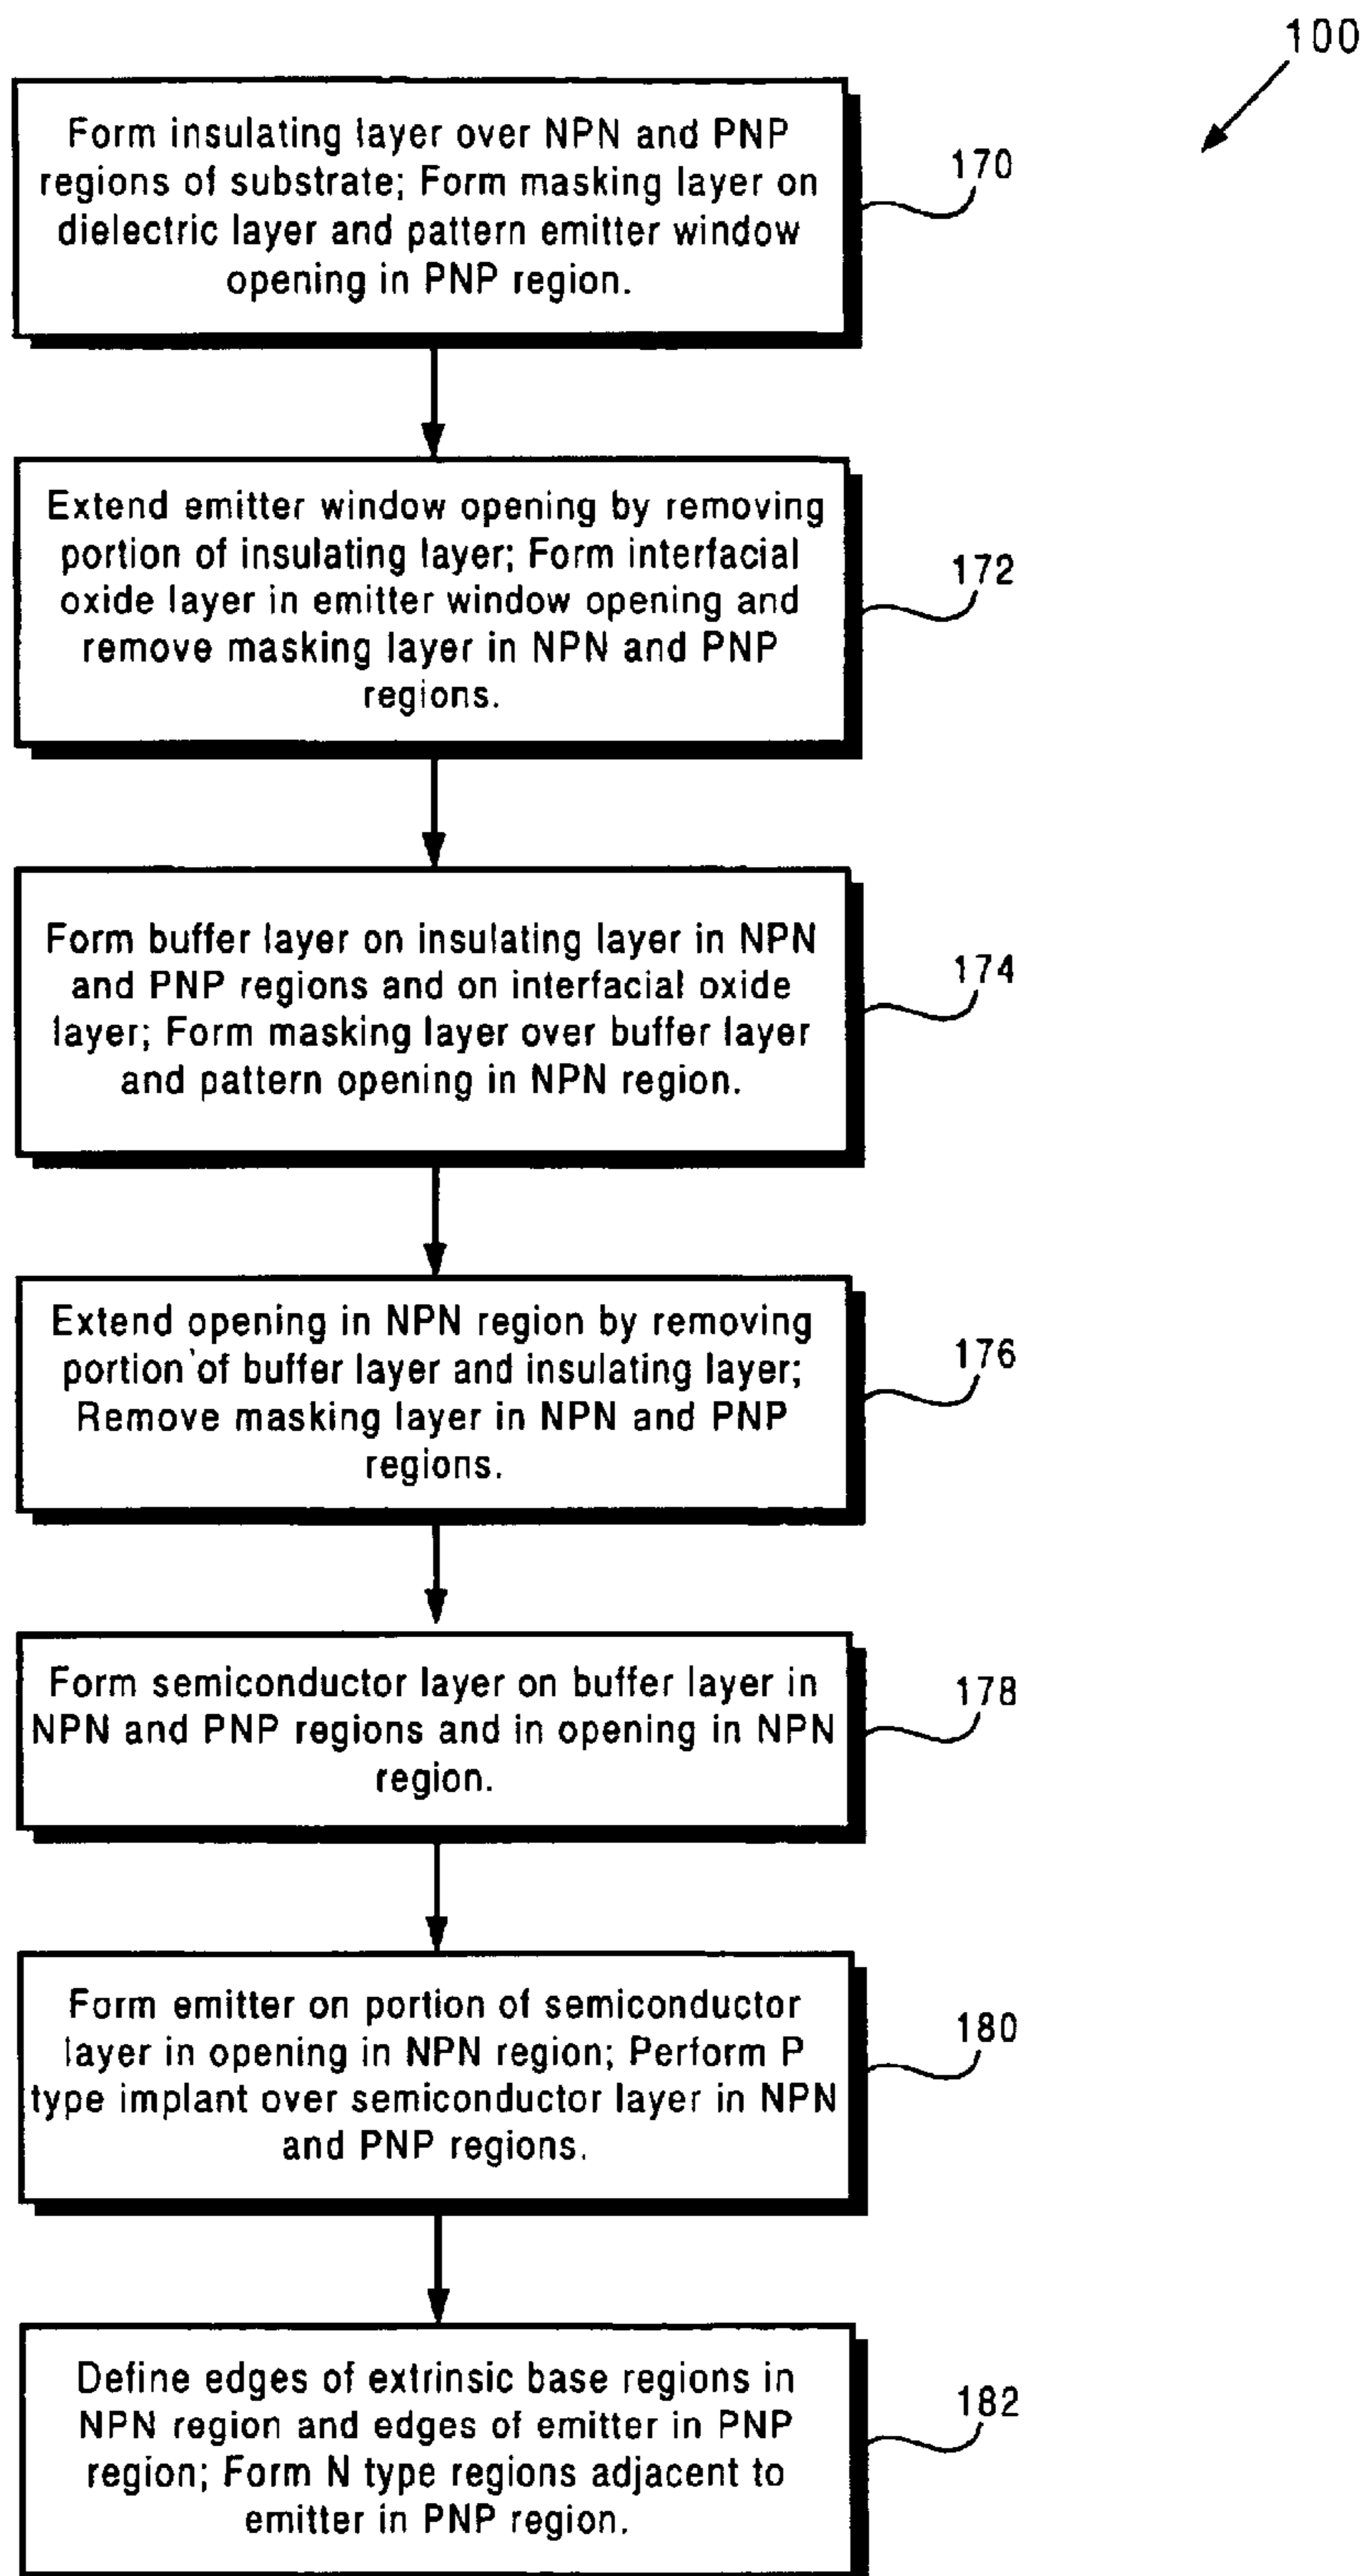 100
Form insulating layer over NPN and PNP
regions of substrate; Form masking layer on
dielectric layer and pattern emitter window
opening in PNP region.
170
Extend emitter window opening by removing
portion of insulating layer; Form interfacial
oxide layer in emitter window opening and
remove masking layer in NPN and PNP
regions.
172
Form buffer layer on insulating layer in NPN
and PNP regions and on interfacial oxide
layer; Form masking layer over buffer layer
and pattern opening in NPN region.
174
Extend opening in NPN region by removing
portion of buffer layer and insulating layer;
Remove masking layer in NPN and PNP
regions.
176
Form semiconductor layer on buffer layer in
NPN and PNP regions and in opening in NPN
region.
178
Form emitter on portion of semiconductor
layer in opening in NPN region; Perform P
type implant over semiconductor layer in NPN
and PNP regions.
180
Define edges of extrinsic base regions in
NPN region and edges of emitter in PNP
region; Form N type regions adjacent to
emitter in PNP region.
182